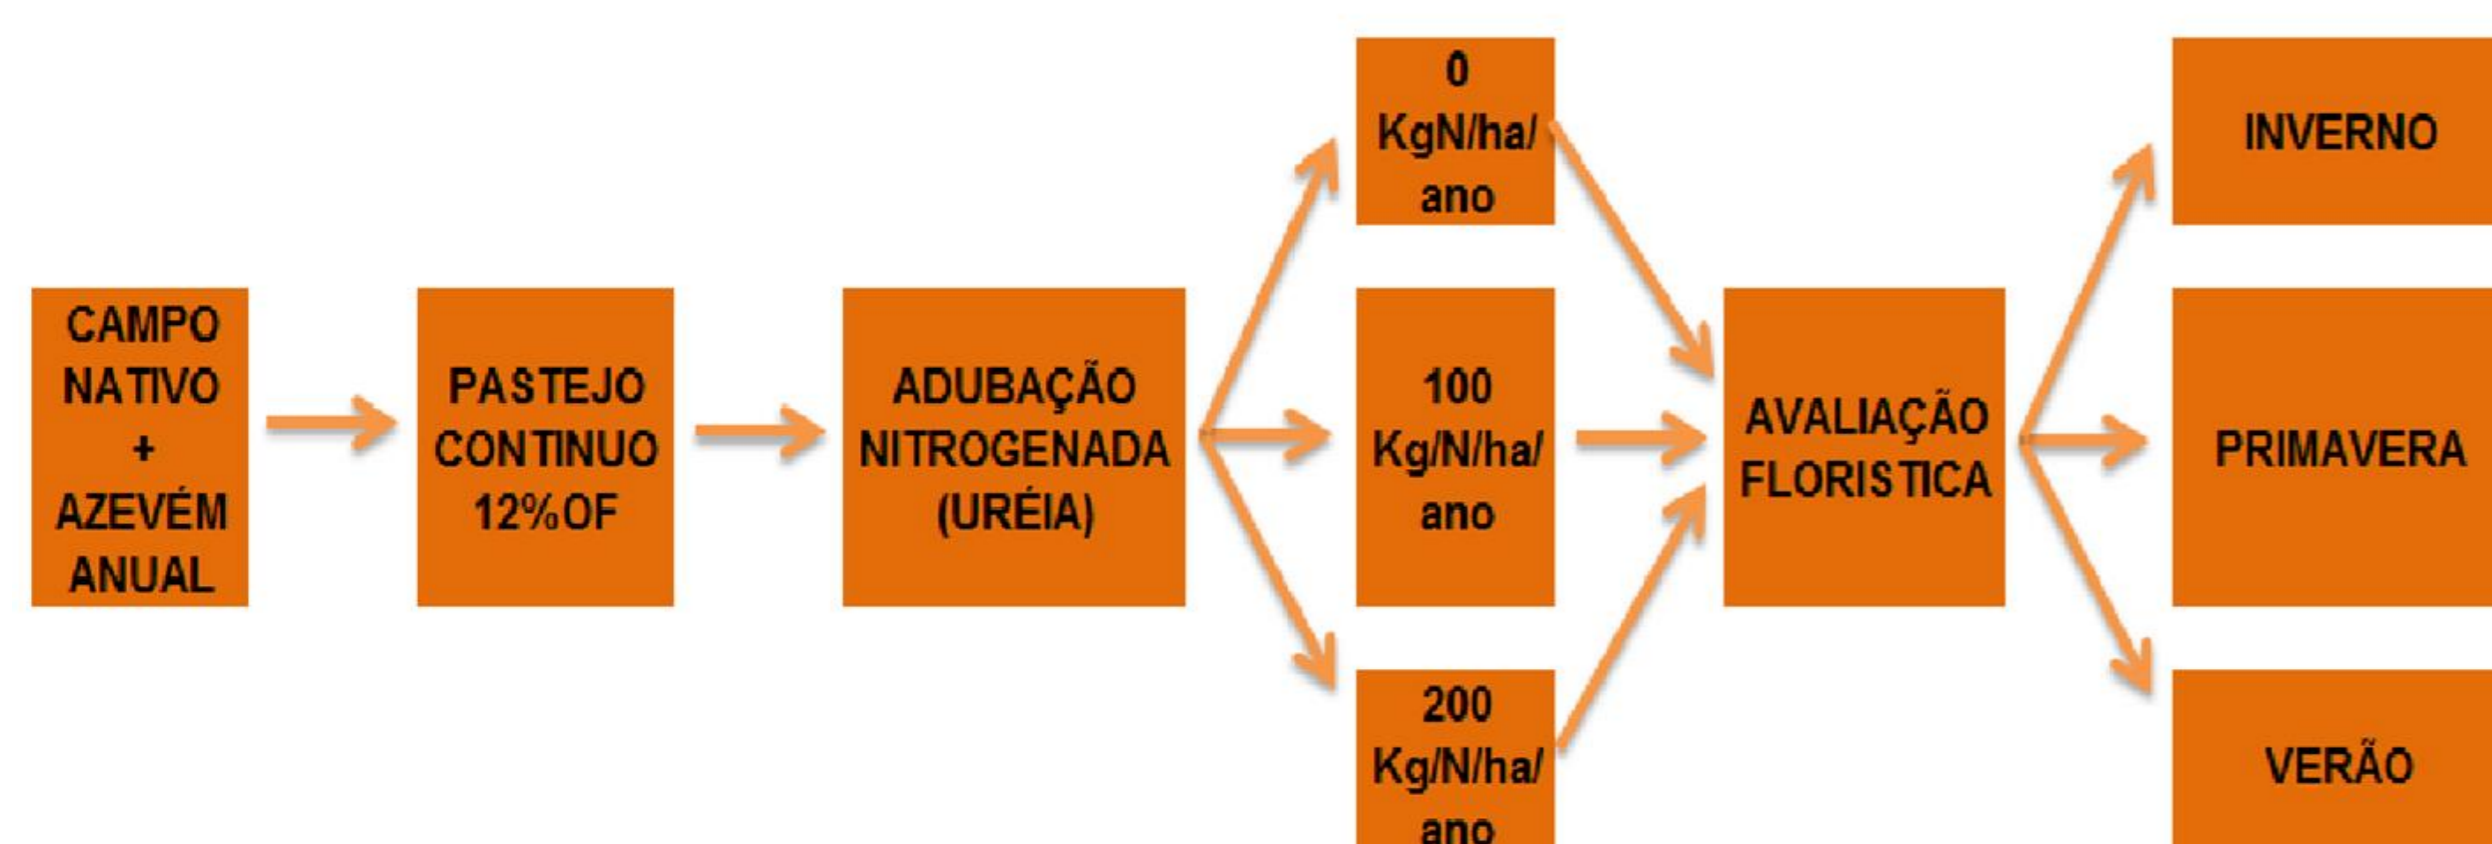 CAMPO
NATIVO
+
AZEVÉM
ANUAL
PASTEJO
CONTINUO
12%OF
ADUBAÇÃO
NITROGENADA
(URÉIA)
0
KgN/ha/
ano
100
Kg/N/ha/
ano
200
Kg/N/ha/
ano
AVALIAÇÃO
FLORISTICA
INVERNO
PRIMAVERA
VERÃO